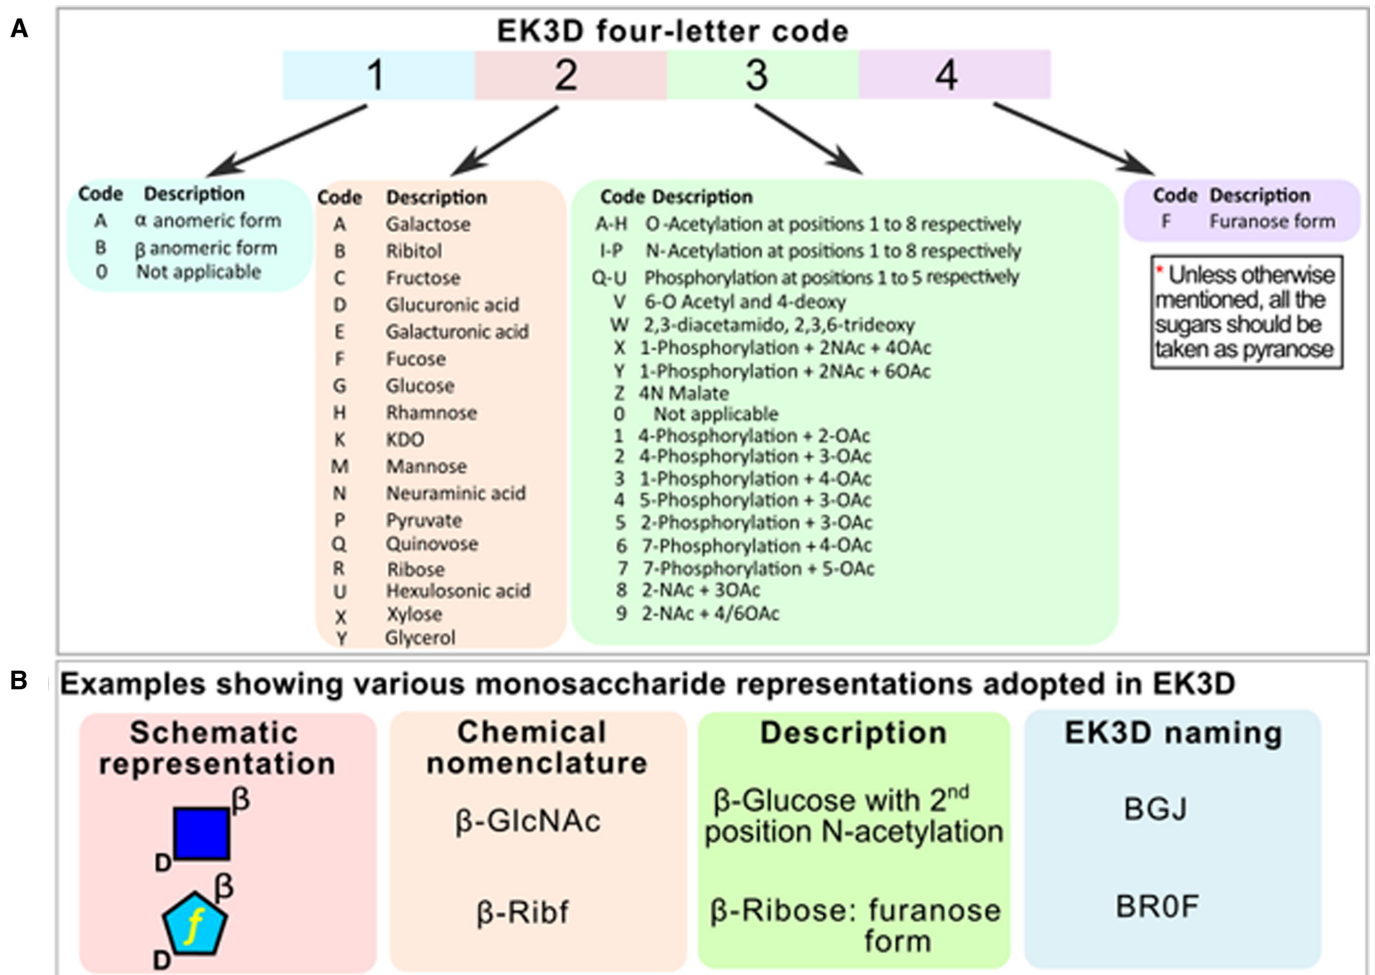 A
EK3D four-letter code
1 2 3 4
Code Description
A α anomeric form
B β anomeric form
0 Not applicable
Code Description
A Galactose
B Ribitol
C Fructose
D Glucuronic acid
E Galacturonic acid
F Fucose
G Glucose
H Rhamnose
K KDO
M Mannose
N Neuraminic acid
P Pyruvate
Q Quinovose
R Ribose
U Hexulosonic acid
X Xylose
Y Glycerol
Code Description
A-H O-Acetylation at positions 1 to 8 respectively
I-P N-Acetylation at positions 1 to 8 respectively
Q-U Phosphorylation at positions 1 to 5 respectively
V 6-O Acetyl and 4-deoxy
W 2,3-diacetamido, 2,3,6-trideoxy
X 1-Phosphorylation + 2NAc + 4OAc
Y 1-Phosphorylation + 2NAc + 6OAc
Z 4N Malate
0 Not applicable
1 4-Phosphorylation + 2-OAc
2 4-Phosphorylation + 3-OAc
3 1-Phosphorylation + 4-OAc
4 5-Phosphorylation + 3-OAc
5 2-Phosphorylation + 3-OAc
6 7-Phosphorylation + 4-OAc
7 7-Phosphorylation + 5-OAc
8 2-NAc + 3OAc
9 2-NAc + 4/6OAc
Code Description
F Furanose form
* Unless otherwise
mentioned, all the
sugars should be
taken as pyranose
B
Examples showing various monosaccharide representations adopted in EK3D
Schematic
representation
β
D
β
f
D
Chemical
nomenclature
β-GlcNAc
β-Ribf
Description
β-Glucose with 2nd
position N-acetylation
β-Ribose: furanose
form
EK3D naming
BGJ
BR0F